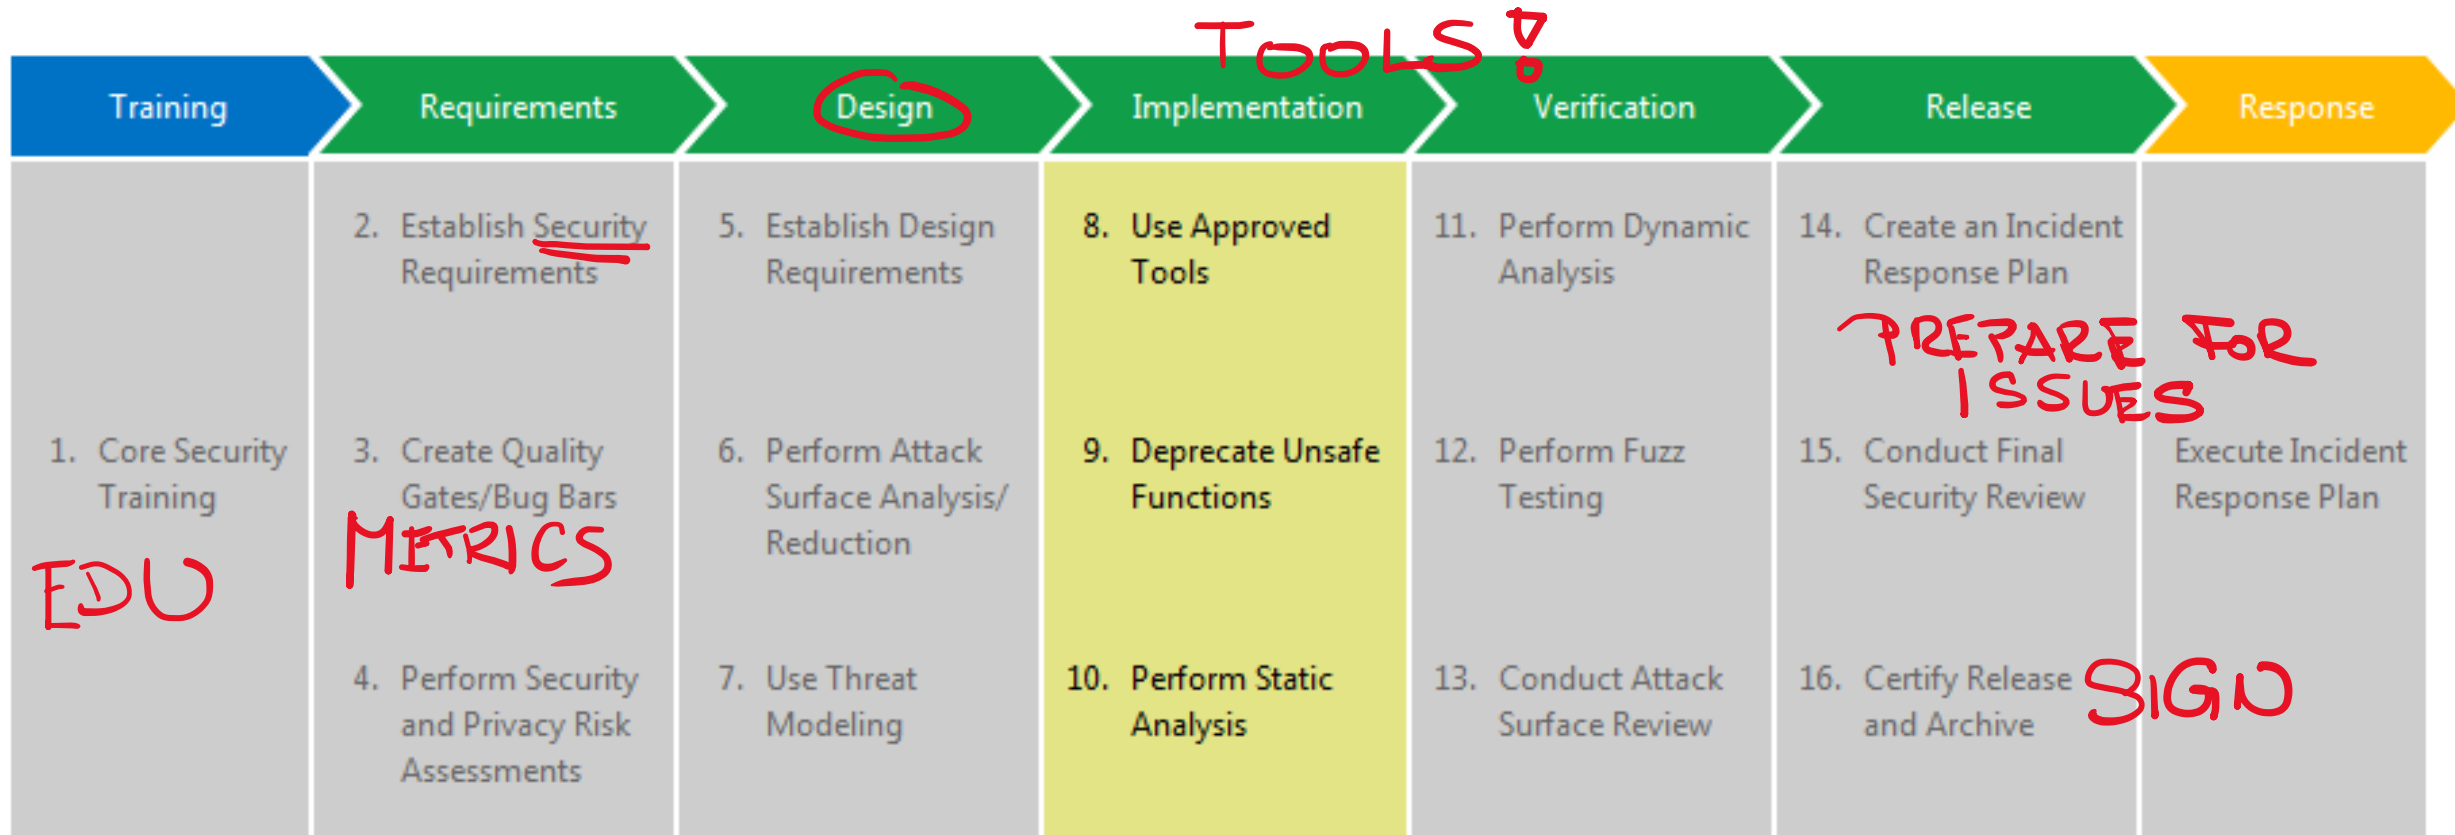 TOOLS!
Training
Requirements
Design
Implementation
Verification
Release
Response
1. Core Security
Training
EDU
2. Establish Security
Requirements
3. Create Quality
Gates/Bug Bars
METRICS
4. Perform Security
and Privacy Risk
Assessments
5. Establish Design
Requirements
6. Perform Attack
Surface Analysis/
Reduction
7. Use Threat
Modeling
8. Use Approved
Tools
9. Deprecate Unsafe
Functions
10. Perform Static
Analysis
11. Perform Dynamic
Analysis
12. Perform Fuzz
Testing
13. Conduct Attack
Surface Review
14. Create an Incident
Response Plan
PREPARE FOR
ISSUES
15. Conduct Final
Security Review
16. Certify Release
and Archive
SIGN
Execute Incident
Response Plan